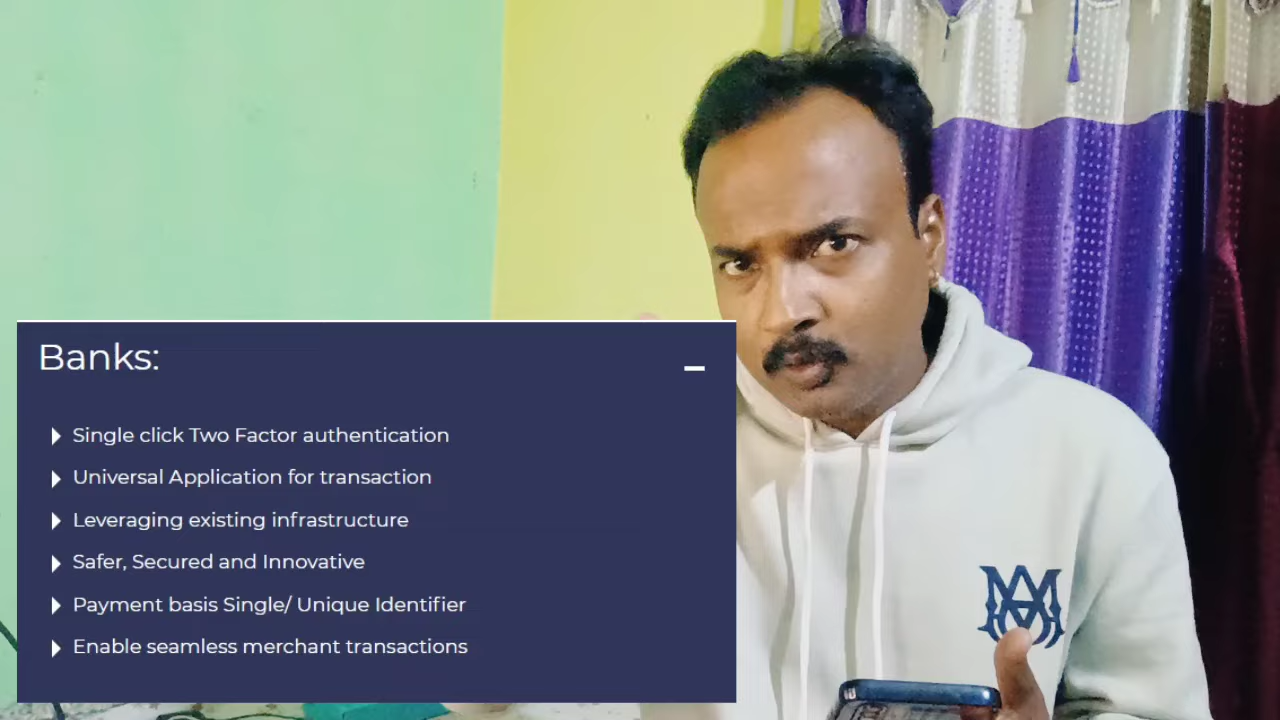 Banks:
Single click Two Factor authentication
Universal Application for transaction
Leveraging existing infrastructure
Safer, Secured and Innovative
Payment basis Single/ Unique Identifier
Enable seamless merchant transactions